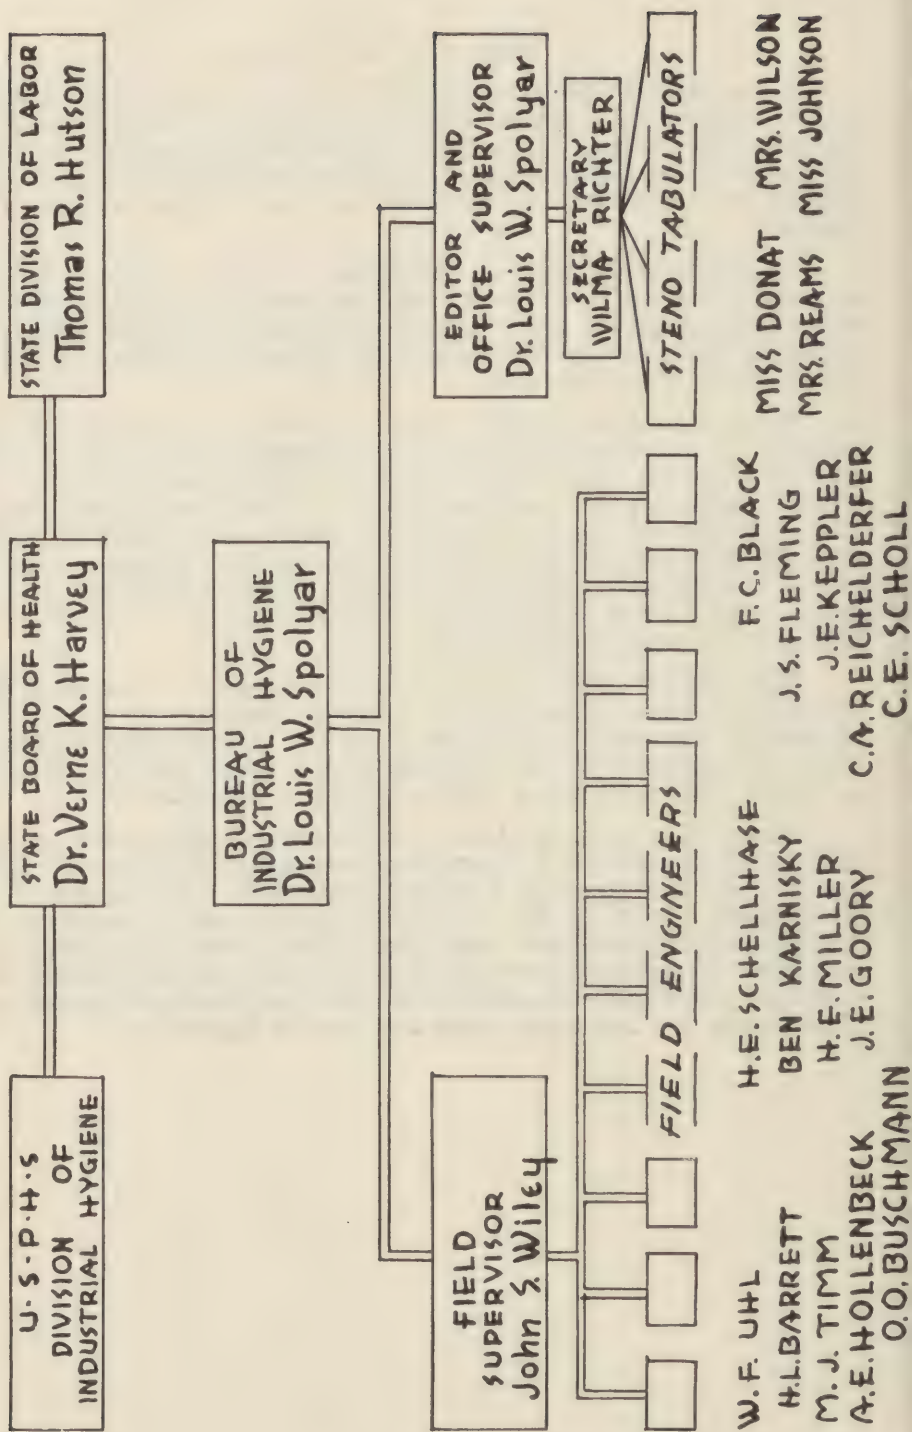 U·S·P·H·S
DIVISION OF
INDUSTRIAL HYGIENE
STATE BOARD OF HEALTH
Dr. Verne K. Harvey
STATE DIVISION OF LABOR
Thomas R. Hutson
BUREAU OF
INDUSTRIAL HYGIENE
Dr. Louis W. Spolyar
FIELD
SUPERVISOR
John S. Wiley
EDITOR AND
OFFICE SUPERVISOR
Dr. Louis W. Spolyar
SECRETARY
WILMA RICHTER
FIELD ENGINEERS
STENO TABULATORS
W. F. UHL
H.L. BARRETT
M. J. TIMM
A.E. HOLLENBECK
O.O. BUSCHMANN
H.E. SCHELLHASE
BEN KARNISKY
H.E. MILLER
J.E. GOORY
F.C. BLACK
J.S. FLEMING
J.E. KEPPLER
C.A. REICHELDERFER
C.E. SCHOLL
MISS DONAT MRS. WILSON
MRS. REAMS MISS JOHNSON